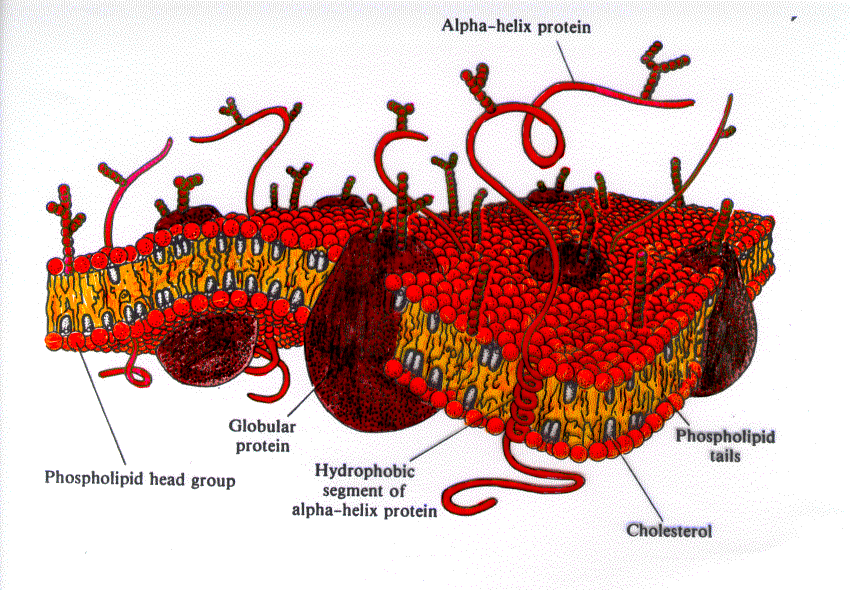 Alpha-helix protein
Globular
protein
Phospholipid
tails
Phospholipid head group
Hydrophobic
segment of
alpha-helix protein
Cholesterol